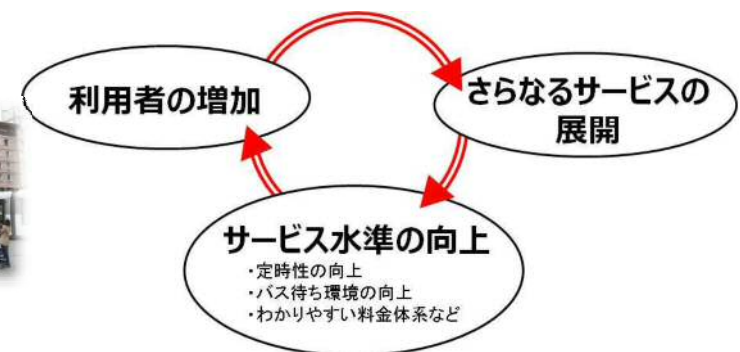 利用者の増加
さらなるサービスの
展開
サービス水準の向上
・定時性の向上
・バス待ち環境の向上
・わかりやすい料金体系など